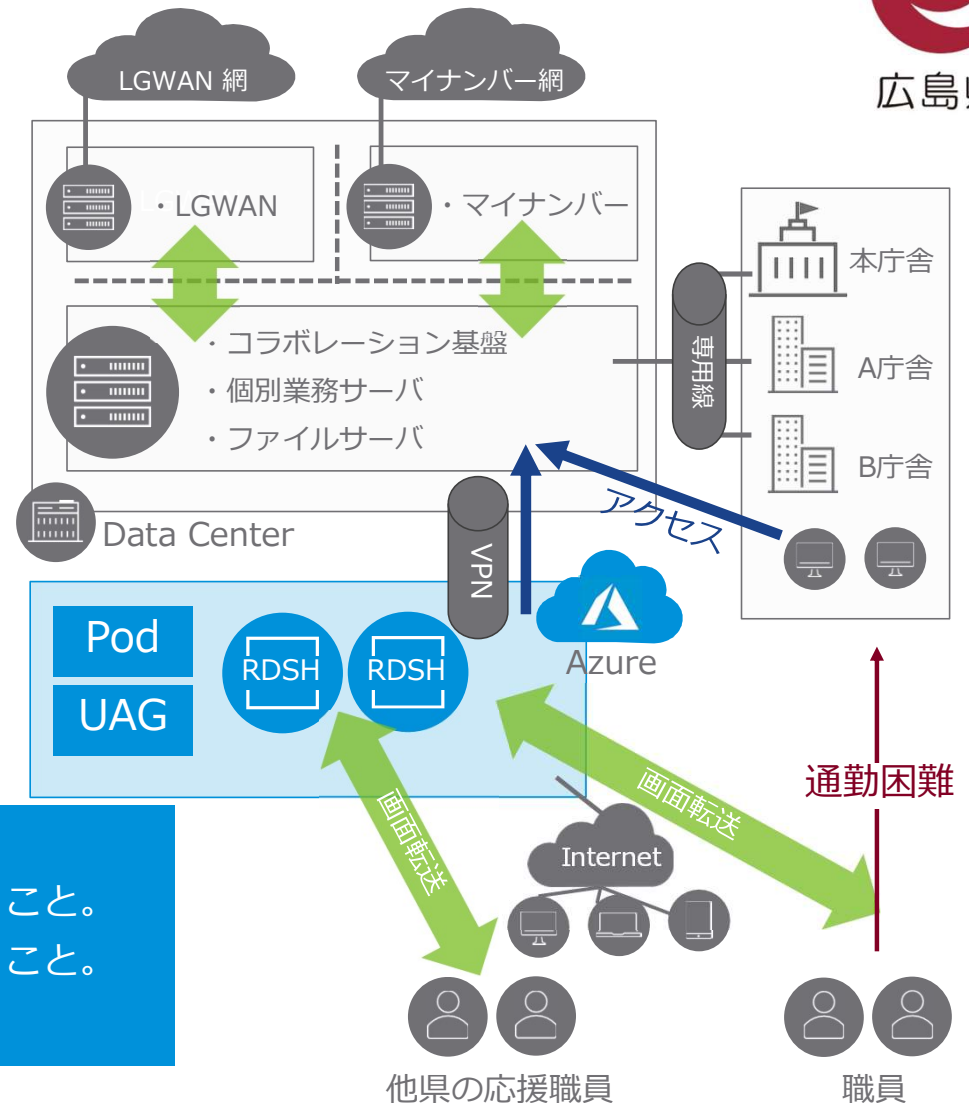 広島
LGWAN 網
マイナンバー網
・LGWAN
・マイナンバー
・コラボレーション基盤
・個別業務サーバ
・ファイルサーバ
Data Center
専用線
本庁舎
A庁舎
B庁舎
アクセス
VPN
Azure
Pod
UAG
RDSH
RDSH
画面転送
画面転送
Internet
通勤困難
こと。
こと。
他県の応援職員
職員